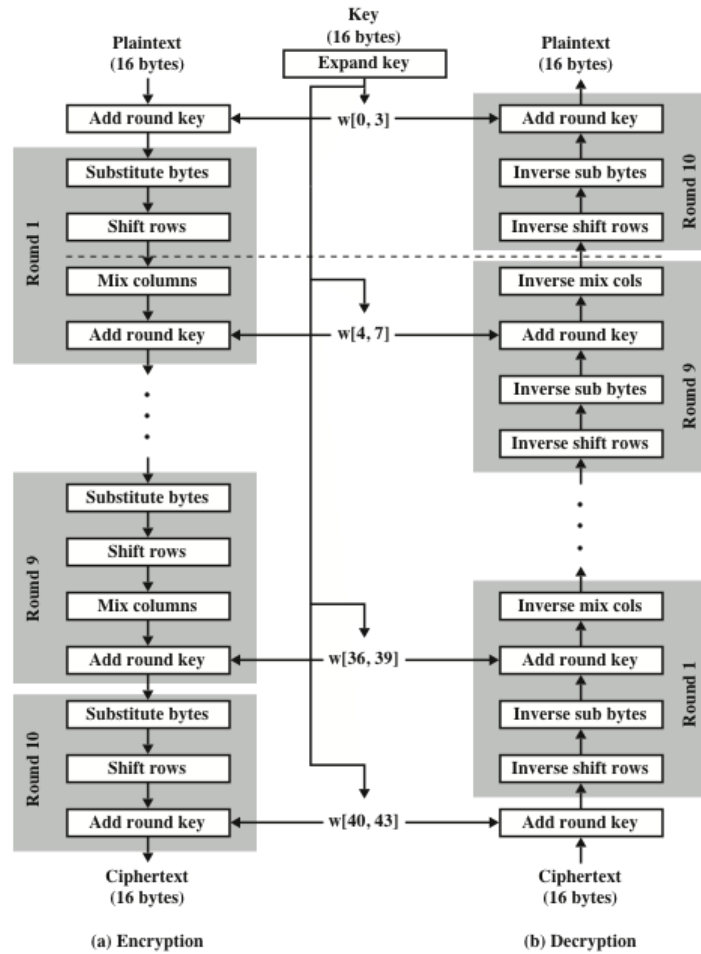 Plaintext
(16 bytes)
Add round key
Round 1
Substitute bytes
Shift rows
Mix columns
Add round key
Round 9
Substitute bytes
Shift rows
Mix columns
Add round key
Round 10
Substitute bytes
Shift rows
Add round key
Ciphertext
(16 bytes)
(a) Encryption
Key
(16 bytes)
Expand key
w[0, 3]
w[4, 7]
w[36, 39]
w[40, 43]
Plaintext
(16 bytes)
Add round key
Inverse sub bytes
Inverse shift rows
Round 10
Inverse mix cols
Add round key
Inverse sub bytes
Inverse shift rows
Round 9
Inverse mix cols
Add round key
Inverse sub bytes
Inverse shift rows
Round 1
Add round key
Ciphertext
(16 bytes)
(b) Decryption